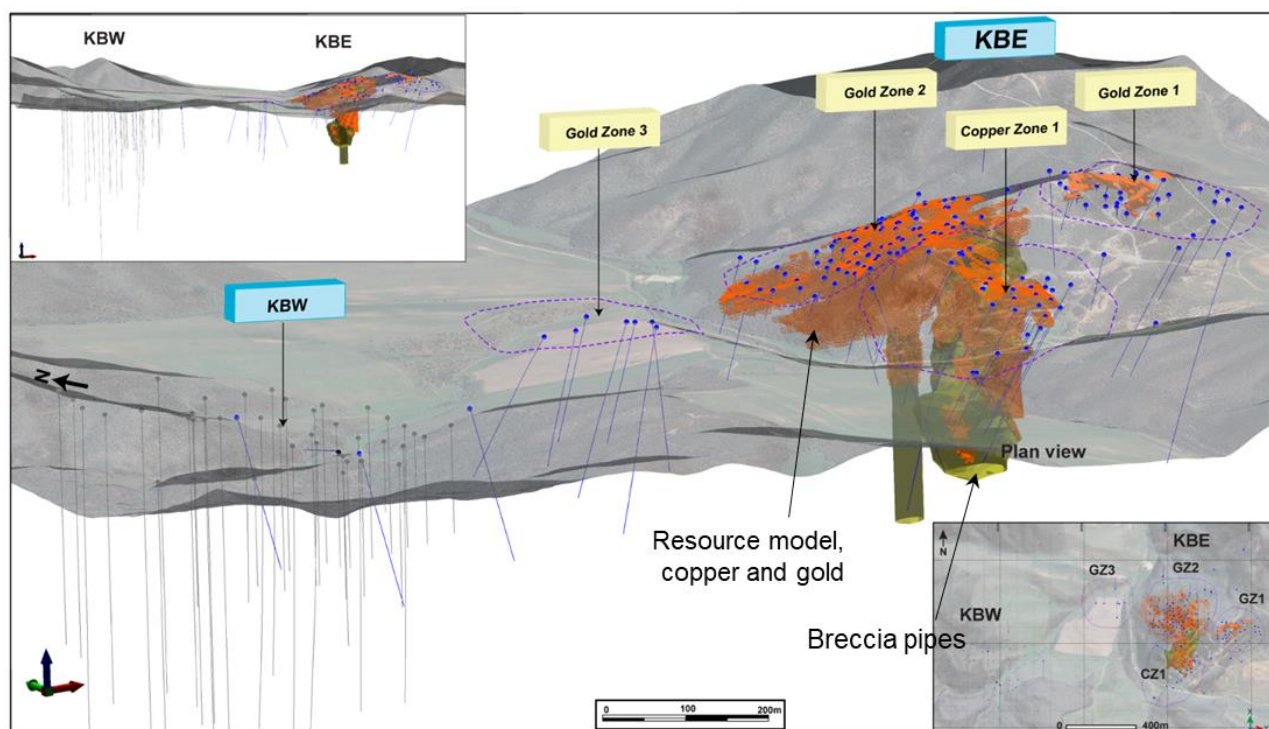 KBW
KBE
KBE
Gold Zone 2
Gold Zone 1
Gold Zone 3
Copper Zone 1
KBW
N
Plan view
Resource model,
copper and gold
Breccia pipes
0 100 200m
N
KBE
GZ3
GZ2
GZ1
KBW
CZ1
0 400m
X